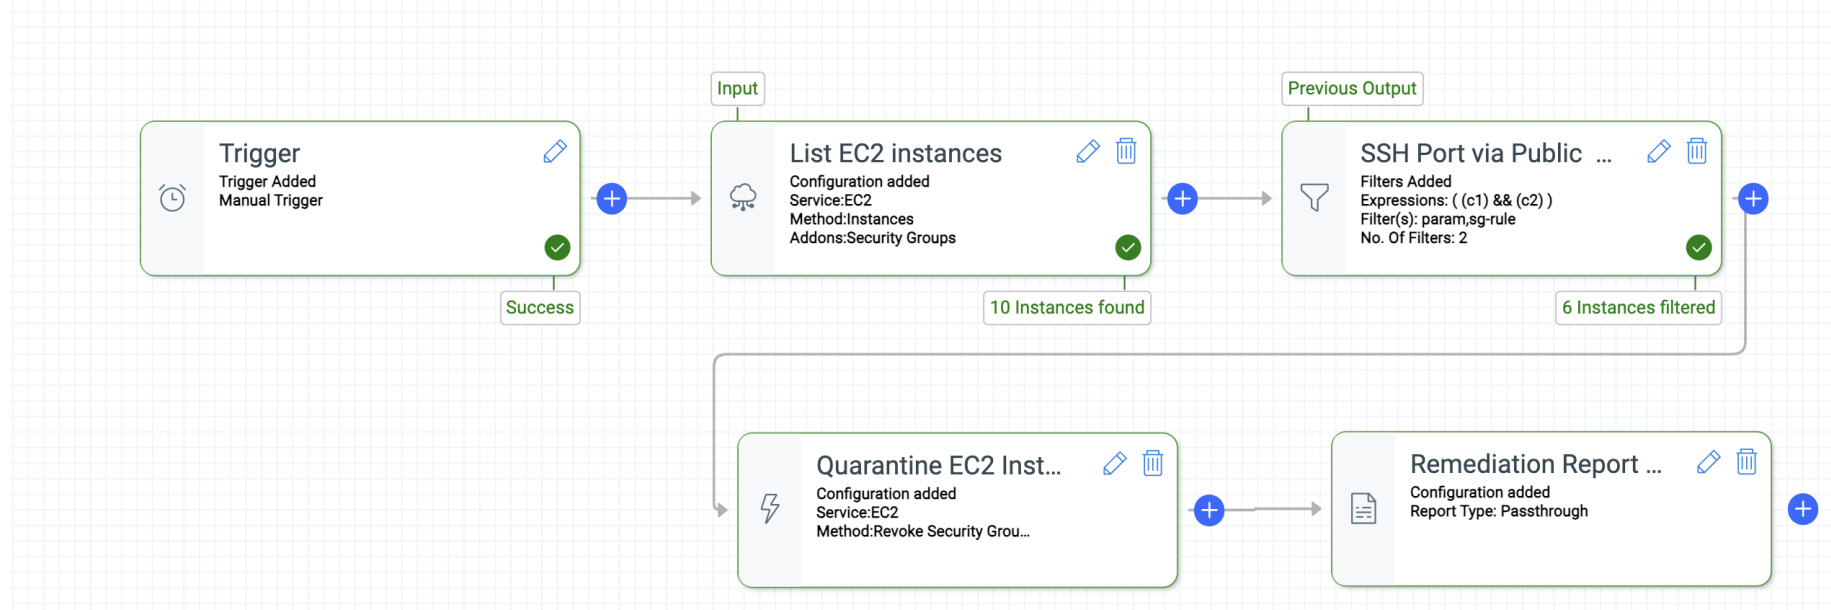 Input
Previous Output
Trigger
Trigger Added
Manual Trigger
Success
List EC2 instances
Configuration added
Service:EC2
Method:Instances
Addons:Security Groups
10 Instances found
SSH Port via Public ...
Filters Added
Expressions: ( (c1) && (c2) )
Filter(s): param,sg-rule
No. Of Filters: 2
6 Instances filtered
Quarantine EC2 Inst...
Configuration added
Service:EC2
Method:Revoke Security Grou...
Remediation Report ...
Configuration added
Report Type: Passthrough